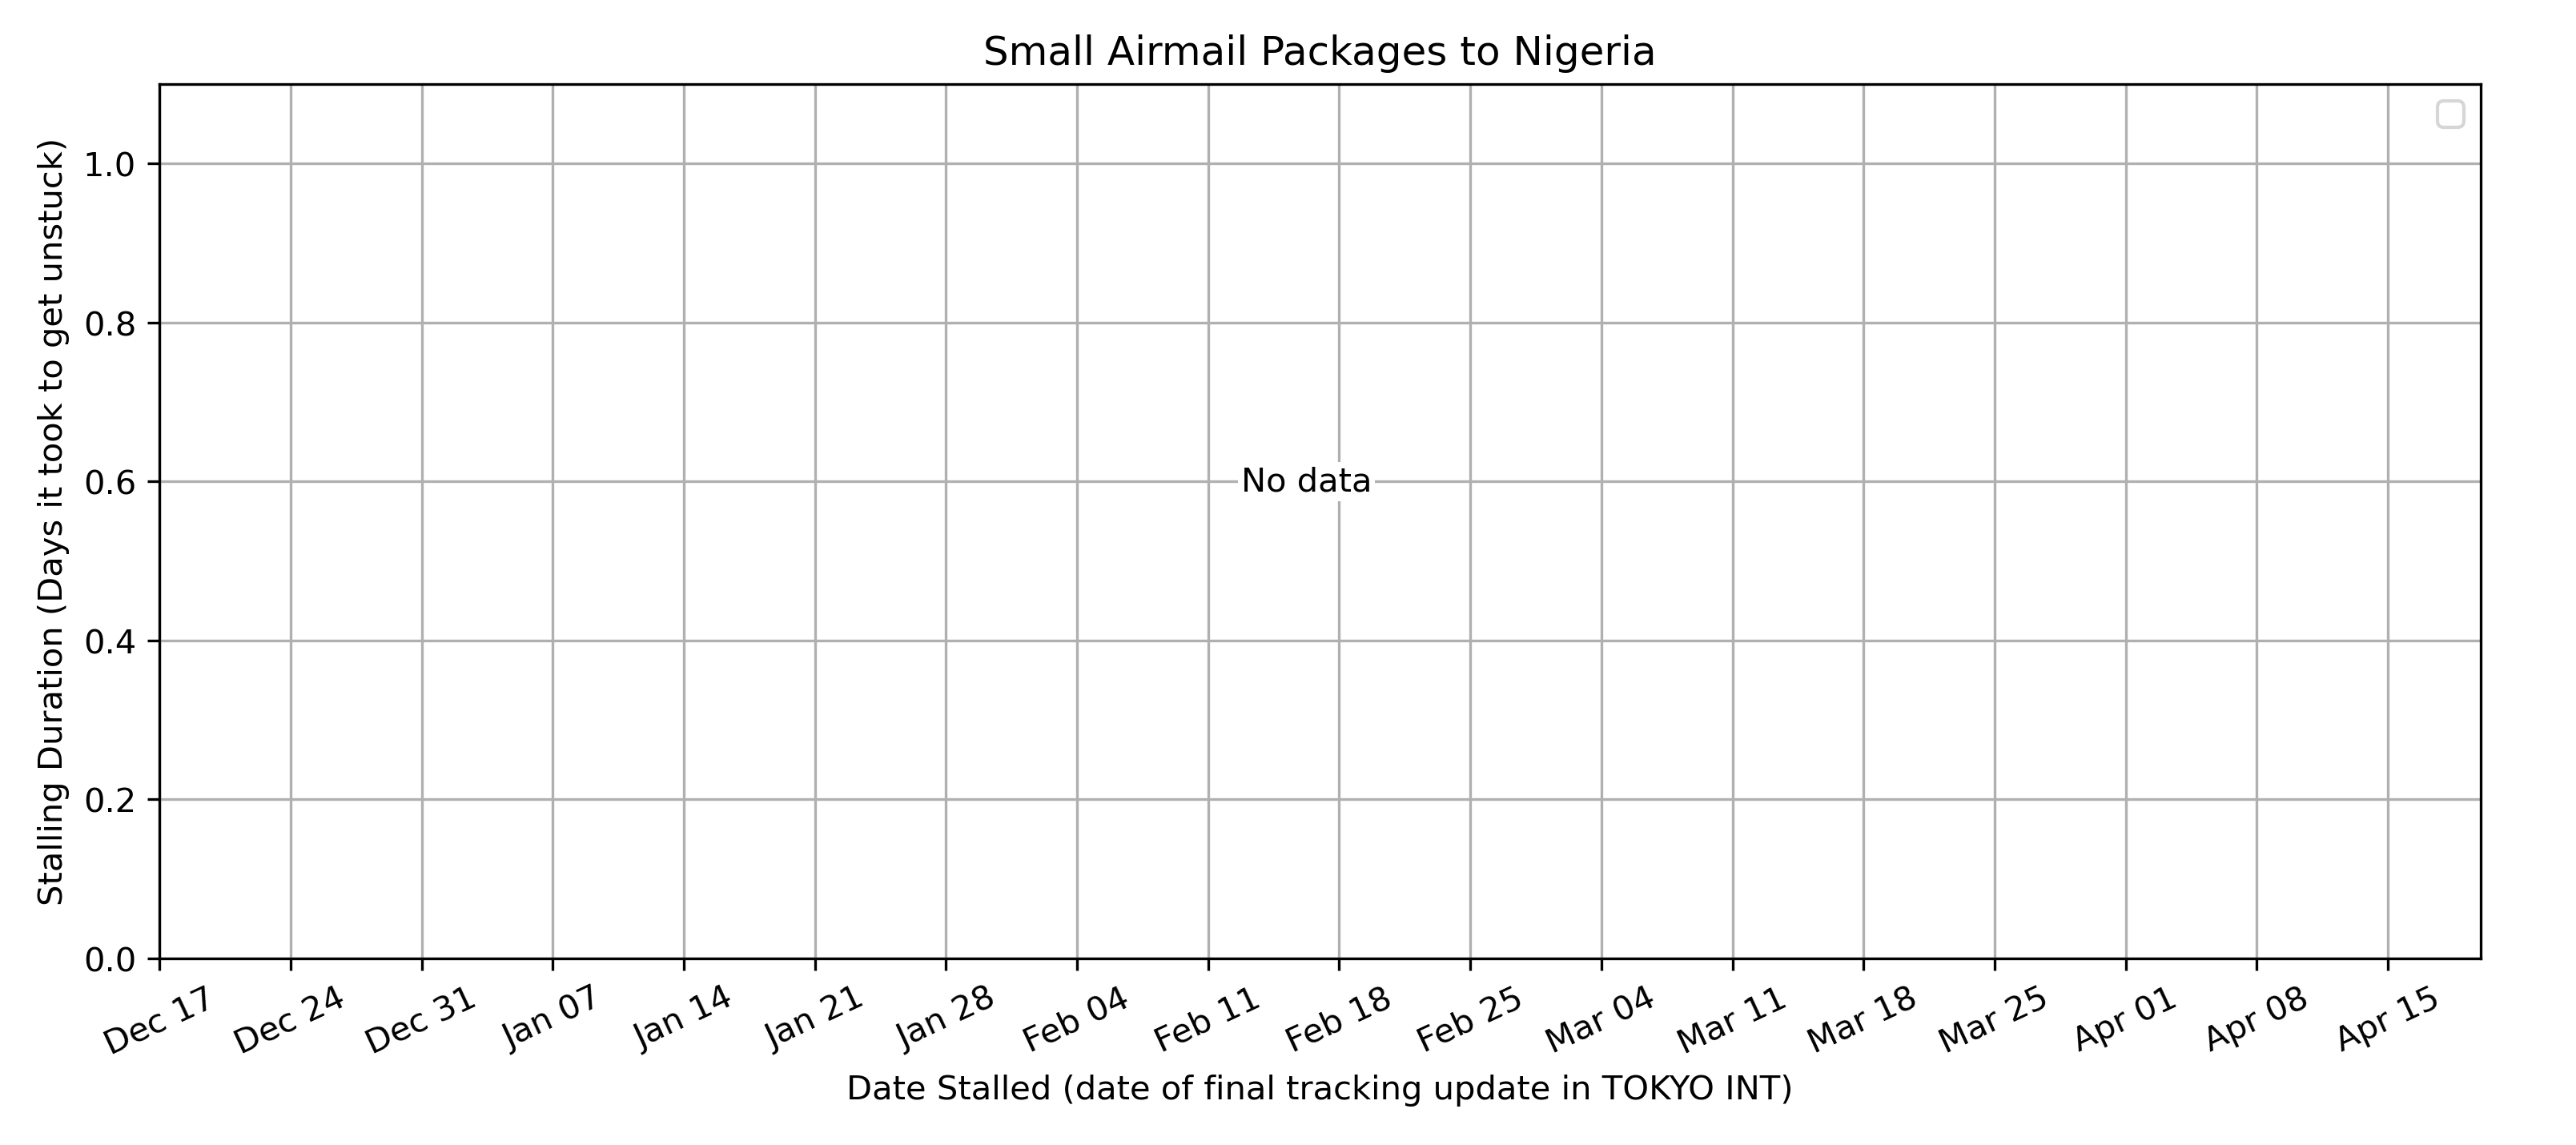 Small Airmail Packages to Nigeria
Stalling Duration (Days it took to get unstuck)
1.0
0.8
0.6
0.4
0.2
0.0
No data
Dec 17 Dec 24 Dec 31 Jan 07 Jan 14 Jan 21 Jan 28 Feb 04 Feb 11 Feb 18 Feb 25 Mar 04 Mar 11 Mar 18 Mar 25 Apr 01 Apr 08 Apr 15
Date Stalled (date of final tracking update in TOKYO INT)